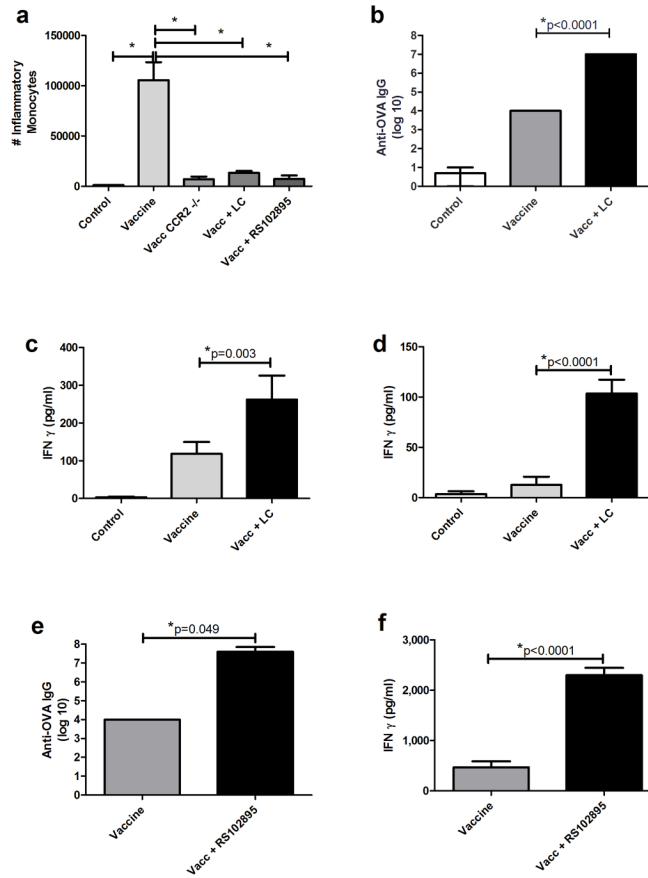 a
*
*
*
*
# Inflammatory
Monocytes
150000
100000
50000
0
Control
Vaccine
Vacc CCR2 -/-
Vacc + LC
Vacc + RS102895
b
*p<0.0001
Anti-OVA IgG
(log 10)
8
7
6
5
4
3
2
1
0
Control
Vaccine
Vacc + LC
c
*p=0.003
IFN γ (pg/ml)
400
300
200
100
0
Control
Vaccine
Vacc + LC
d
*p<0.0001
IFN γ (pg/ml)
150
100
50
0
Control
Vaccine
Vacc + LC
e
*p=0.049
Anti-OVA IgG
(log 10)
8
7
6
5
4
3
2
1
0
Vaccine
Vacc + RS102895
f
*p<0.0001
IFN γ (pg/ml)
3,000
2,000
1,000
0
Vaccine
Vacc + RS102895